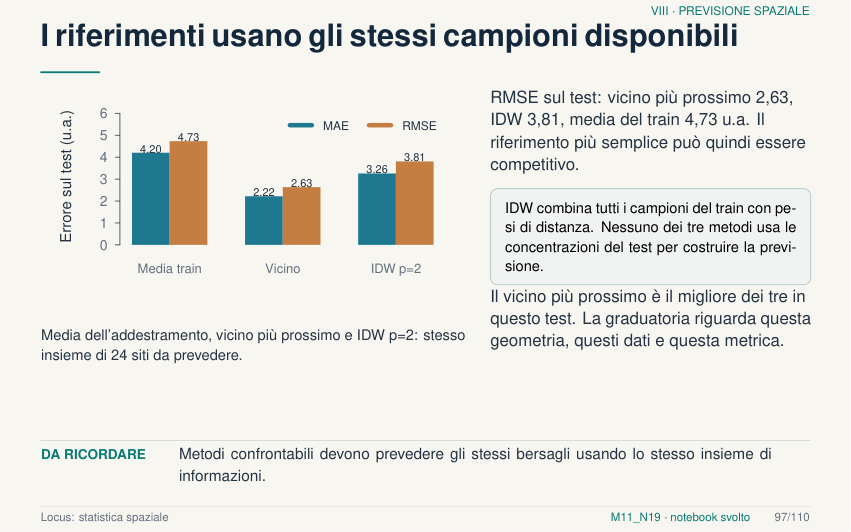 VIII · PREVISIONE SPAZIALE
I riferimenti usano gli stessi campioni disponibili
Errore sul test (u.a.)
6
5
4
3
2
1
0
MAE
RMSE
4.20
4.73
2.22
2.63
3.26
3.81
Media train
Vicino
IDW p=2
Media dell'addestramento, vicino più prossimo e IDW p=2: stesso
insieme di 24 siti da prevedere.
RMSE sul test: vicino più prossimo 2,63,
IDW 3,81, media del train 4,73 u.a. Il
riferimento più semplice può quindi essere
competitivo.
IDW combina tutti i campioni del train con pe-
si di distanza. Nessuno dei tre metodi usa le
concentrazioni del test per costruire la previ-
sione.
Il vicino più prossimo è il migliore dei tre in
questo test. La graduatoria riguarda questa
geometria, questi dati e questa metrica.
DA RICORDARE
Metodi confrontabili devono prevedere gli stessi bersagli usando lo stesso insieme di
informazioni.
Locus: statistica spaziale
M11_N19 · notebook svolto
97/110